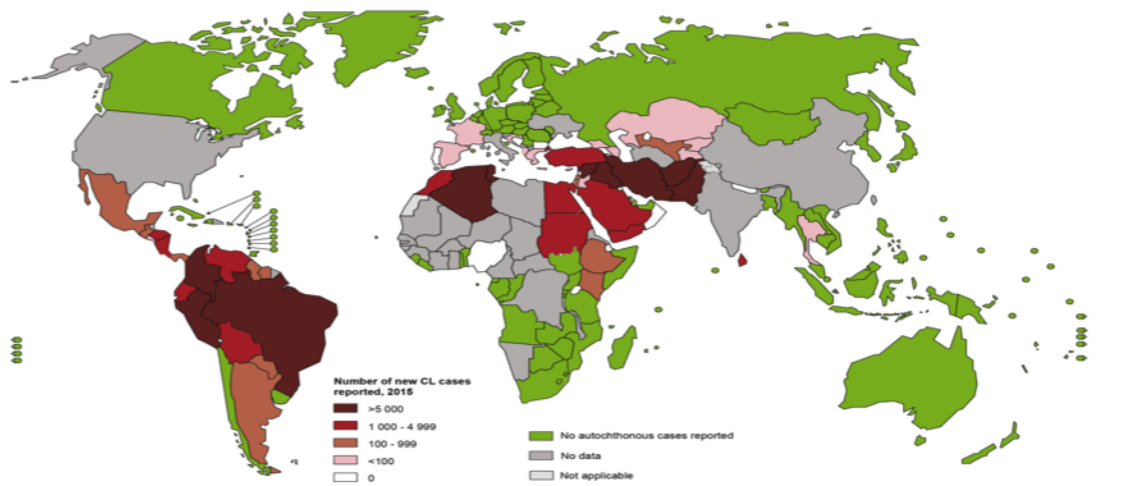 Number of new CL cases
reported, 2015
>5 000
1 000 - 4 999
100 - 999
<100
0
No autochthonous cases reported
No data
Not applicable